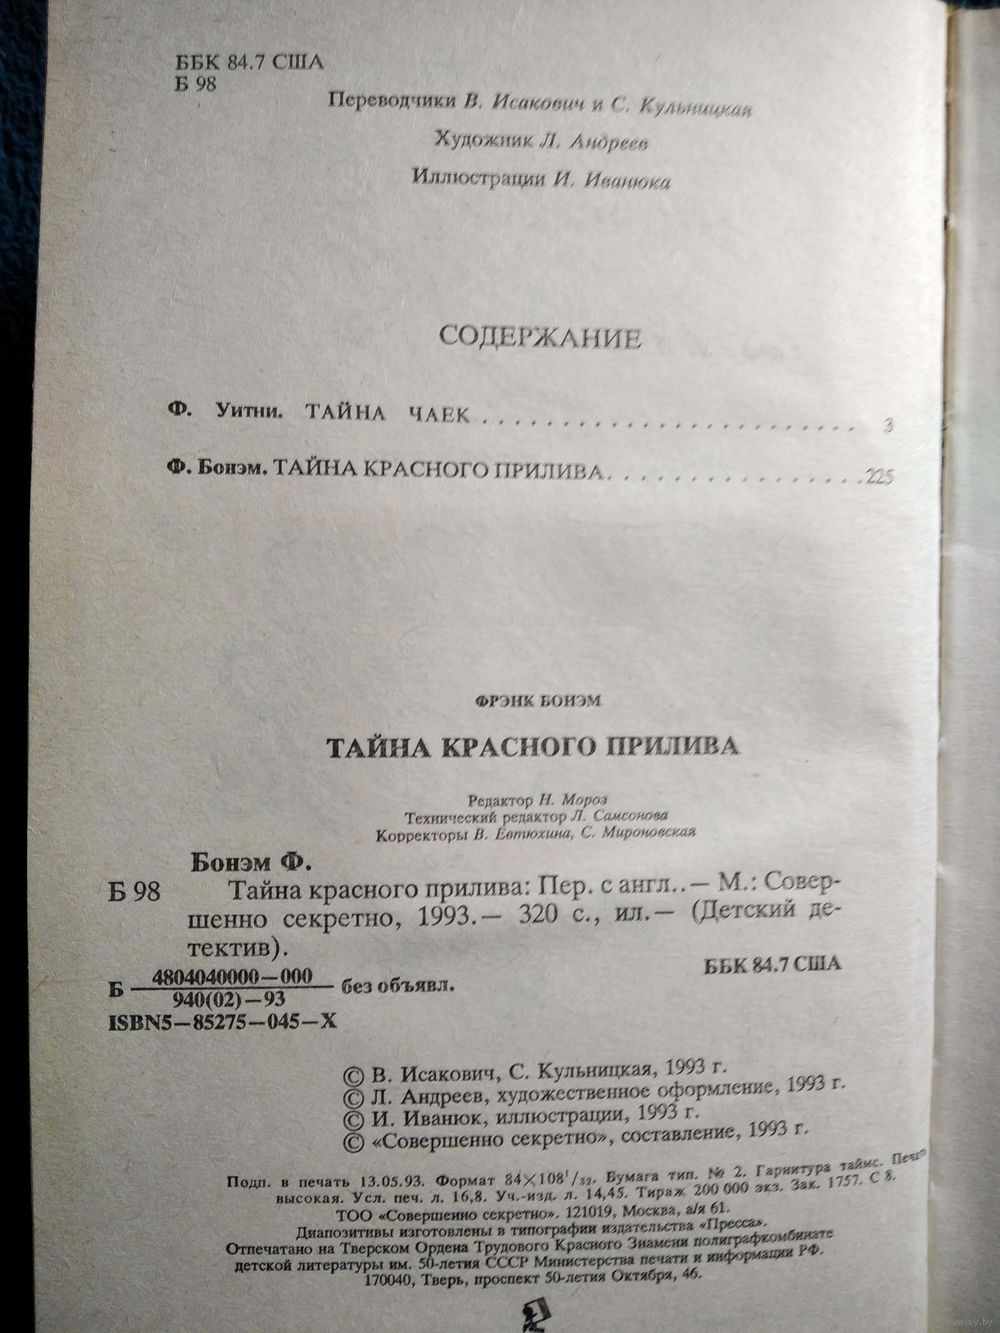 ББК 84.7 США
Б 98
Переводчики В. Исакович и С. Кульницкая
Художник Л. Андреев
Иллюстрации И. Иванюка
СОДЕРЖАНИЕ
Ф. Уитни. ТАЙНА ЧАЕК . . . . . . . . . . . . . . . . . . . . . . . . 3
Ф. Бонэм. ТАЙНА КРАСНОГО ПРИЛИВА. . . . . . . . . . . . . . . . .225
ФРЭНК БОНЭМ
ТАЙНА КРАСНОГО ПРИЛИВА
Редактор Н. Мороз
Технический редактор Л. Самсонова
Корректоры В. Евтюхина, С. Мироновская
Бонэм Ф.
Б 98 Тайна красного прилива: Пер. с англ..— М.: Совер-
шенно секретно, 1993.— 320 с., ил.— (Детский де-
тектив).
ББК 84.7 США
4804040000—000
Б без объявл.
940(02)—93
ISBN5—85275—045—X
© В. Исакович, С. Кульницкая, 1993 г.
© Л. Андреев, художественное оформление, 1993 г.
© И. Иванюк, иллюстрации, 1993 г.
© «Совершенно секретно», составление, 1993 г.
Подп. в печать 13.05.93. Формат 84×108¹/₃₂. Бумага тип. № 2. Гарнитура таймс. Печать
высокая. Усл. печ. л. 16,8. Уч.-изд. л. 14,45. Тираж 200 000 экз. Зак. 1757. С 8.
ТОО «Совершенно секретно». 121019, Москва, а/я 61.
Диапозитивы изготовлены в типографии издательства «Пресса».
Отпечатано на Тверском Ордена Трудового Красного Знамени полиграфкомбинате
детской литературы им. 50-летия СССР Министерства печати и информации РФ.
170040, Тверь, проспект 50-летия Октября, 46.
www.ay.by